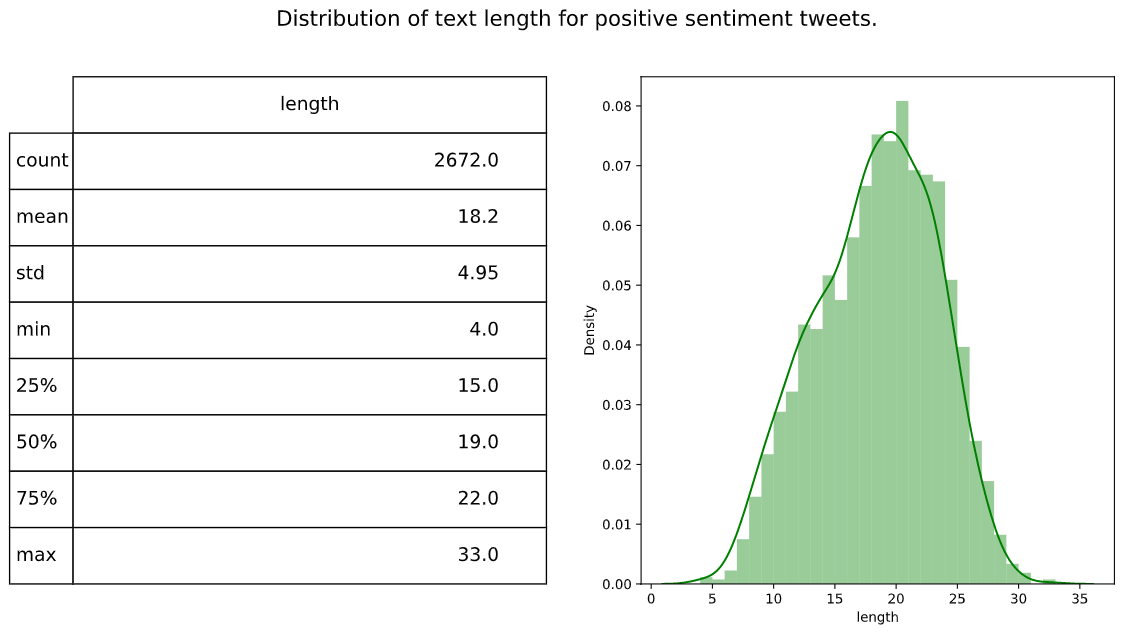 Distribution of text length for positive sentiment tweets.
length
count 2672.0
mean 18.2
std 4.95
min 4.0
25% 15.0
50% 19.0
75% 22.0
max 33.0
Density
0.08
0.07
0.06
0.05
0.04
0.03
0.02
0.01
0.00
0 5 10 15 20 25 30 35
length